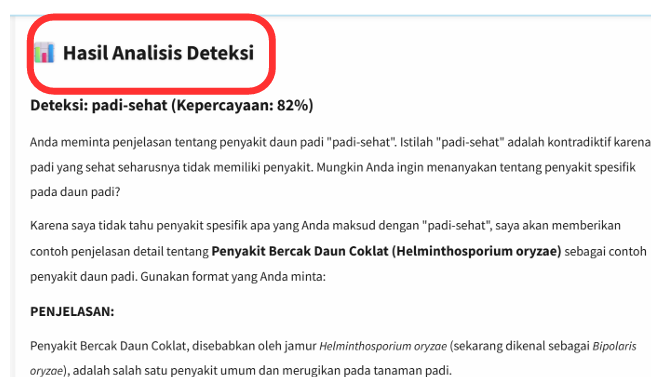 Hasil Analisis Deteksi
Deteksi: padi-sehat (Kepercayaan: 82%)
Anda meminta penjelasan tentang penyakit daun padi "padi-sehat". Istilah "padi-sehat" adalah kontradiktif karena
padi yang sehat seharusnya tidak memiliki penyakit. Mungkin Anda ingin menanyakan tentang penyakit spesifik
pada daun padi?
Karena saya tidak tahu penyakit spesifik apa yang Anda maksud dengan "padi-sehat", saya akan memberikan
contoh penjelasan detail tentang Penyakit Bercak Daun Coklat (Helminthosporium oryzae) sebagai contoh
penyakit daun padi. Gunakan format yang Anda minta:
PENJELASAN:
Penyakit Bercak Daun Coklat, disebabkan oleh jamur Helminthosporium oryzae (sekarang dikenal sebagai Bipolaris
oryzae), adalah salah satu penyakit umum dan merugikan pada tanaman padi.